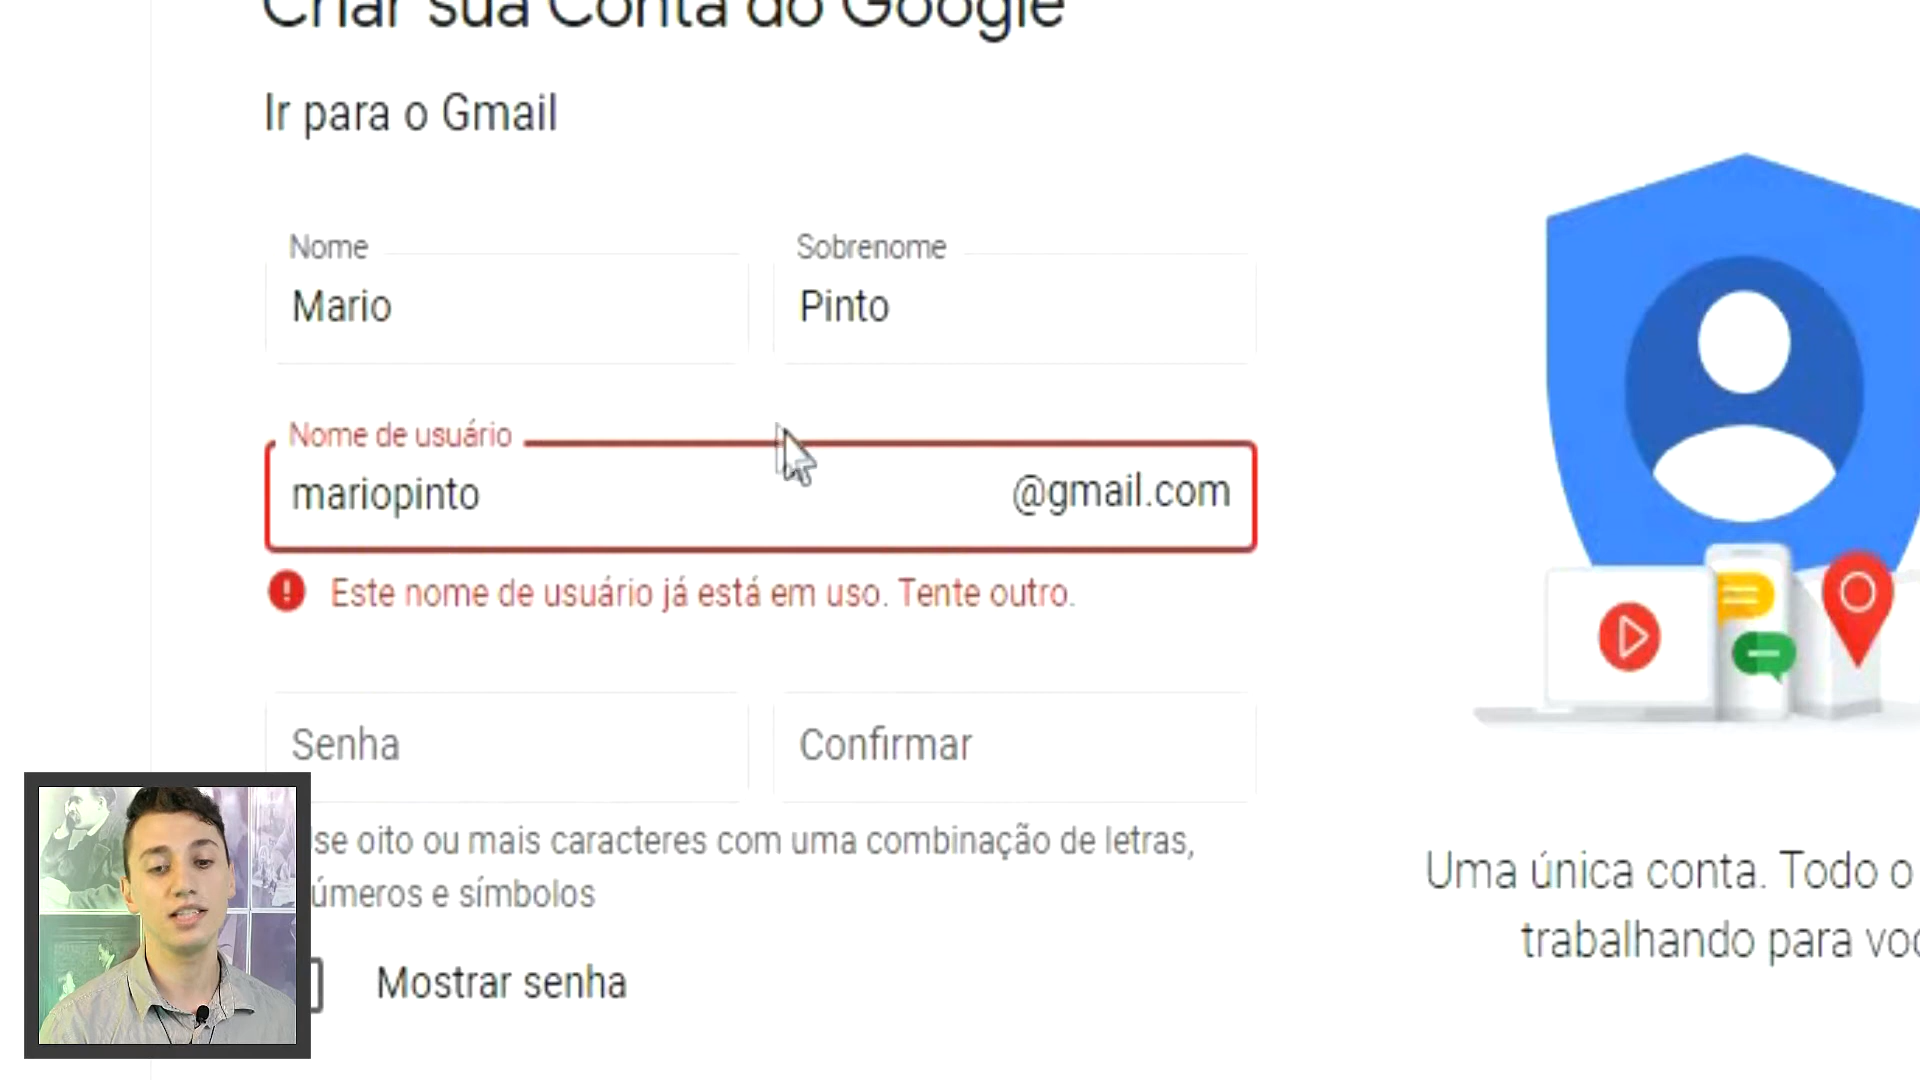 Criar sua Conta do Google
Ir para o Gmail
Nome
Sobrenome
Mario
Pinto
Nome de usuário
mariopinto
@gmail.com
Este nome de usuário já está em uso. Tente outro.
Senha
Confirmar
se oito ou mais caracteres com uma combinação de letras,
úmeros e símbolos
Mostrar senha
Uma única conta. Todo o
trabalhando para voc